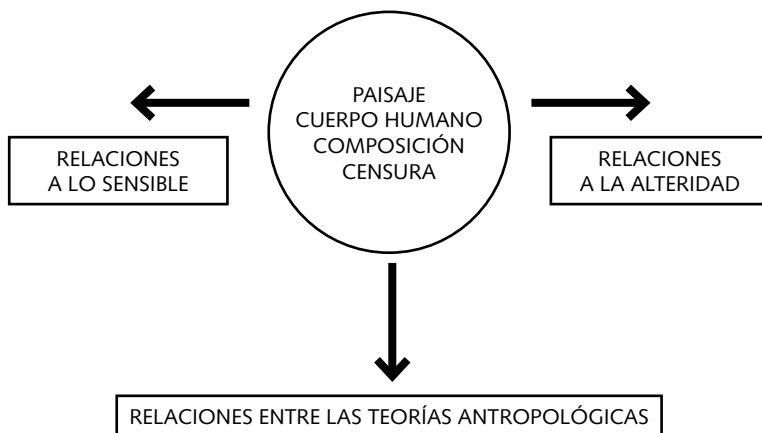 PAISAJE
CUERPO HUMANO
COMPOSICIÓN
CENSURA
RELACIONES
A LO SENSIBLE
RELACIONES
A LA ALTERIDAD
RELACIONES ENTRE LAS TEORÍAS ANTROPOLÓGICAS